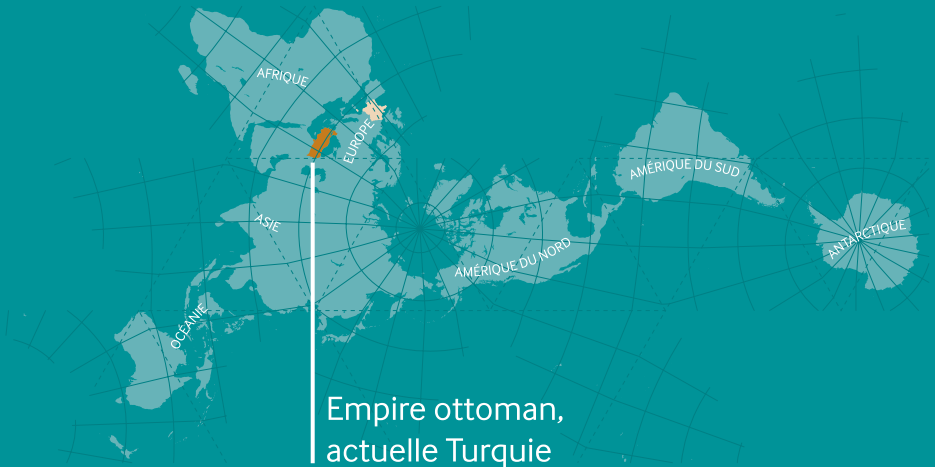 AFRIQUE
EUROPE
AMÉRIQUE DU SUD
ASIE
ANTARCTIQUE
AMÉRIQUE DU NORD
OCÉANIE
Empire ottoman,
actuelle Turquie